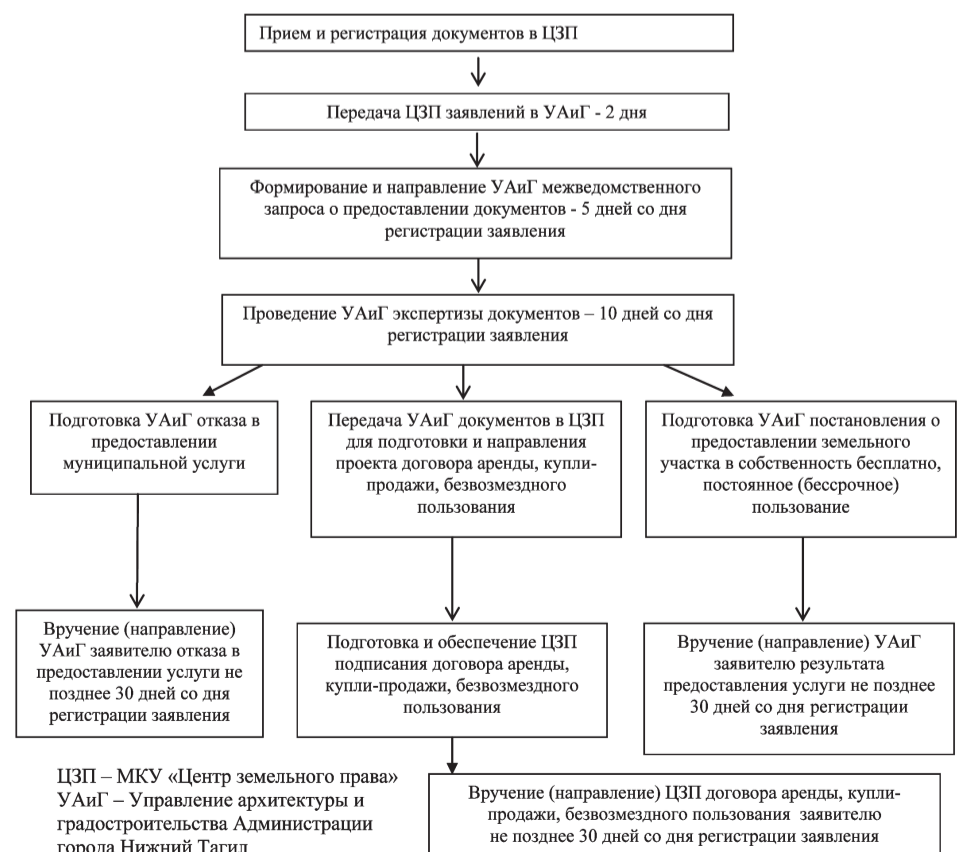 Прием и регистрация документов в ЦЗП
Передача ЦЗП заявлений в УАиГ - 2 дня
Формирование и направление УАиГ межведомственного
запроса о предоставлении документов - 5 дней со дня
регистрации заявления
Проведение УАиГ экспертизы документов – 10 дней со дня
регистрации заявления
Подготовка УАиГ отказа в
предоставлении
муниципальной услуги
Передача УАиГ документов в ЦЗП
для подготовки и направления
проекта договора аренды, купли-
продажи, безвозмездного
пользования
Подготовка УАиГ постановления о
предоставлении земельного
участка в собственность бесплатно,
постоянное (бессрочное)
пользование
Вручение (направление)
УАиГ заявителю отказа в
предоставлении услуги не
позднее 30 дней со дня
регистрации заявления
Подготовка и обеспечение ЦЗП
подписания договора аренды,
купли-продажи, безвозмездного
пользования
Вручение (направление) УАиГ
заявителю результата
предоставления услуги не позднее
30 дней со дня регистрации
заявления
ЦЗП – МКУ «Центр земельного права»
УАиГ – Управление архитектуры и
градостроительства Администрации
города Нижний Тагил
Вручение (направление) ЦЗП договора аренды, купли-
продажи, безвозмездного пользования заявителю
не позднее 30 дней со дня регистрации заявления